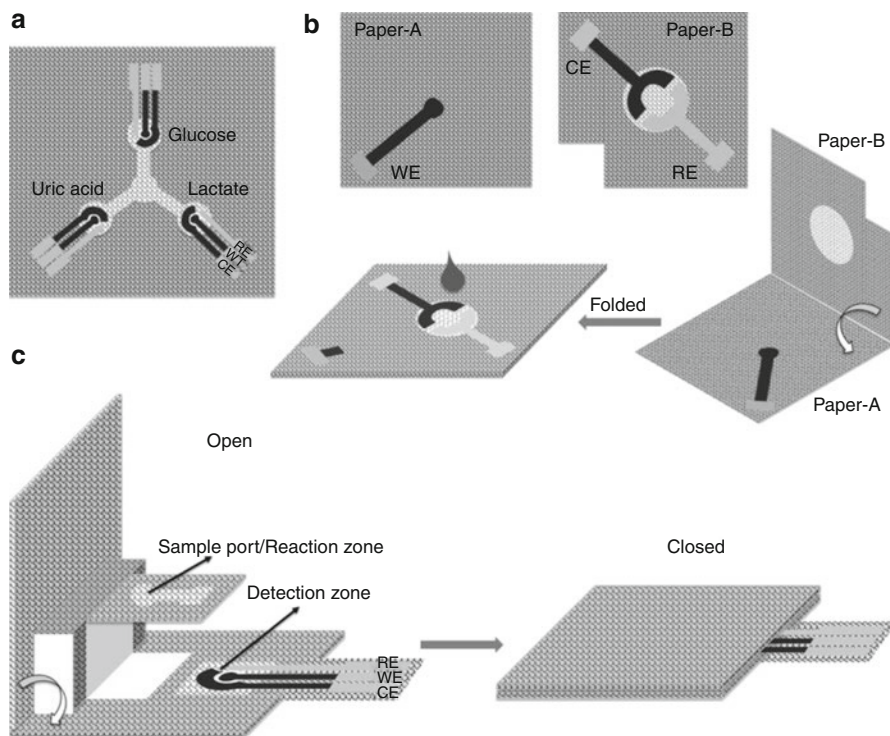 a
Glucose
Uric acid
Lactate
RE
WE
CE
b
Paper-A
WE
Paper-B
CE
RE
Paper-B
Folded
Paper-A
c
Open
Sample port/Reaction zone
Detection zone
RE
WE
CE
Closed